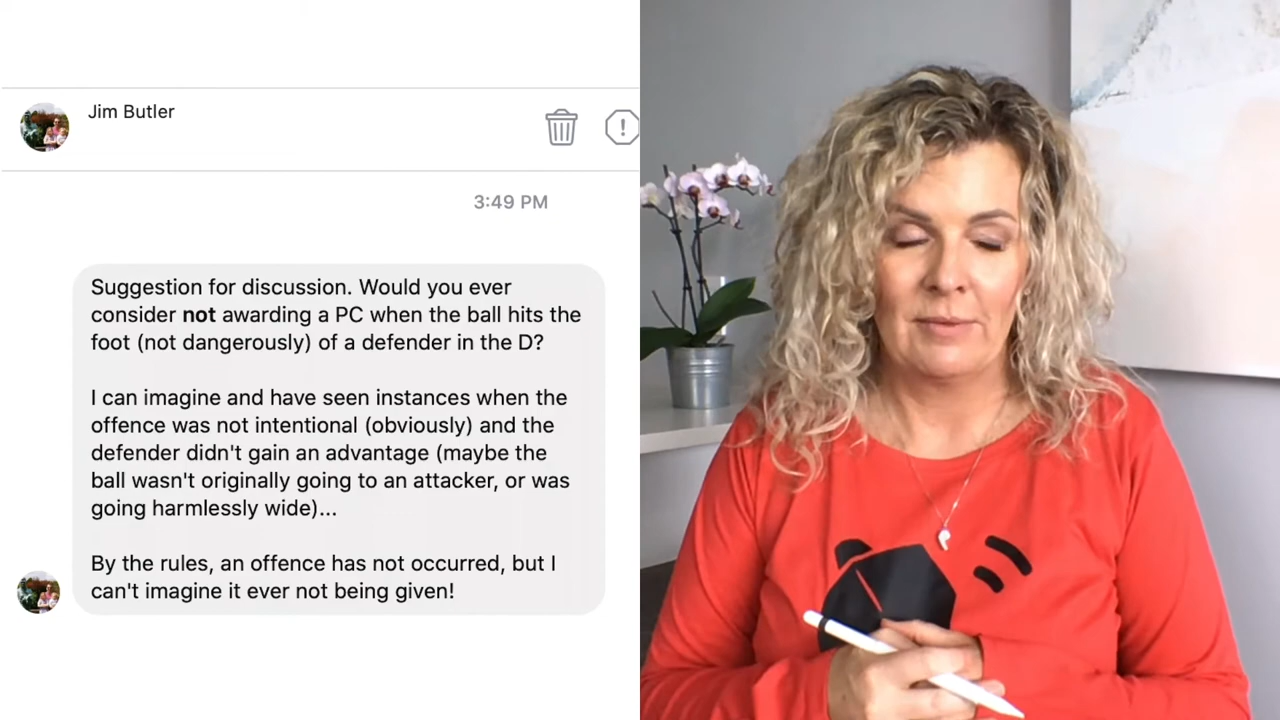 Jim Butler
3:49 PM
Suggestion for discussion. Would you ever
consider not awarding a PC when the ball hits the
foot (not dangerously) of a defender in the D?
I can imagine and have seen instances when the
offence was not intentional (obviously) and the
defender didn't gain an advantage (maybe the
ball wasn't originally going to an attacker, or was
going harmlessly wide)...
By the rules, an offence has not occurred, but I
can't imagine it ever not being given!